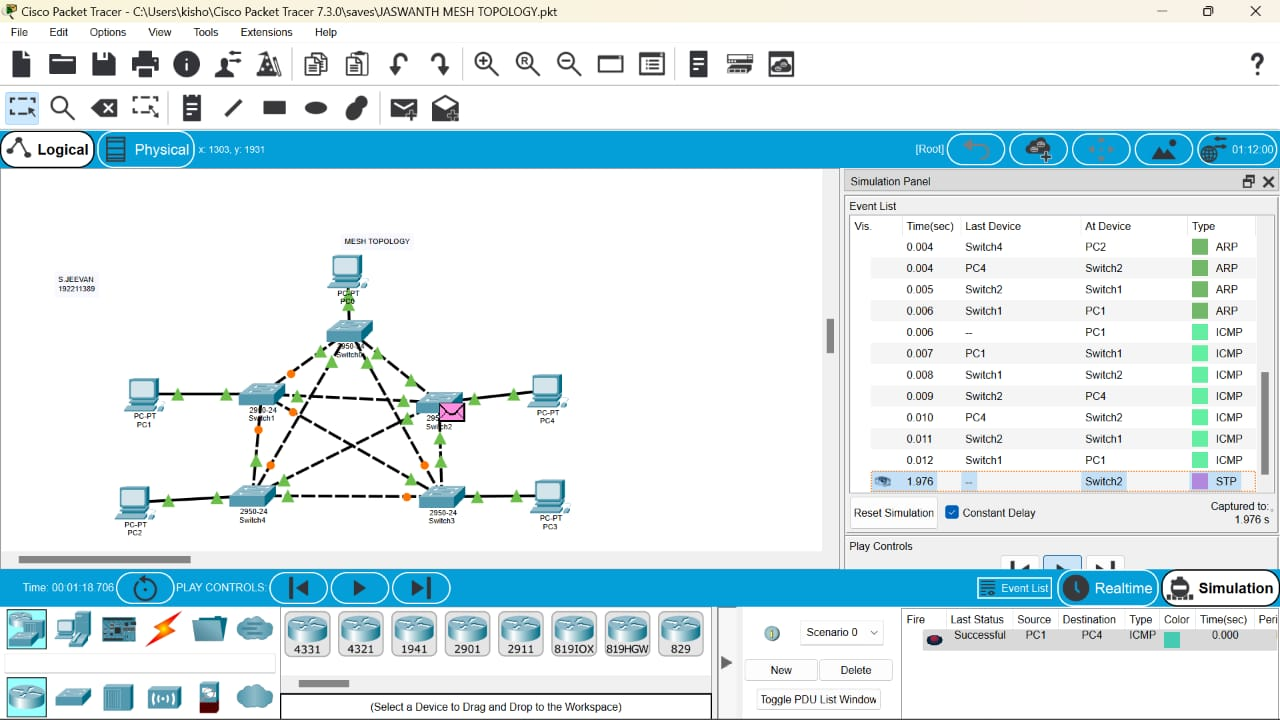 Cisco Packet Tracer - C:\Users\kisho\Cisco Packet Tracer 7.3.0\saves\JASWANTH MESH TOPOLOGY.pkt
File Edit Options View Tools Extensions Help
Logical Physical x: 1303, y: 1931 [Root] 01:12:00
Simulation Panel
Event List
Vis. Time(sec) Last Device At Device Type
0.004 Switch4 PC2 ARP
0.004 PC4 Switch2 ARP
0.005 Switch2 Switch1 ARP
0.006 Switch1 PC1 ARP
0.006 -- PC1 ICMP
0.007 PC1 Switch1 ICMP
0.008 Switch1 Switch2 ICMP
0.009 Switch2 PC4 ICMP
0.010 PC4 Switch2 ICMP
0.011 Switch2 Switch1 ICMP
0.012 Switch1 PC1 ICMP
1.976 -- Switch2 STP
Reset Simulation Constant Delay Captured to:
1.976 s
Play Controls
MESH TOPOLOGY
S.JEEVAN
192211389
PC-PT
PC0
2950-24
Switch0
PC-PT
PC1
2950-24
Switch1
Switch2
PC-PT
PC4
PC-PT
PC2
2950-24
Switch4
2950-24
Switch3
PC-PT
PC3
Time: 00:01:18.706 PLAY CONTROLS: Event List Realtime Simulation
4331 4321 1941 2901 2911 819IOX 819HGW 829
(Select a Device to Drag and Drop to the Workspace)
Scenario 0
New Delete
Toggle PDU List Window
Fire Last Status Source Destination Type Color Time(sec) Peri
Successful PC1 PC4 ICMP 0.000